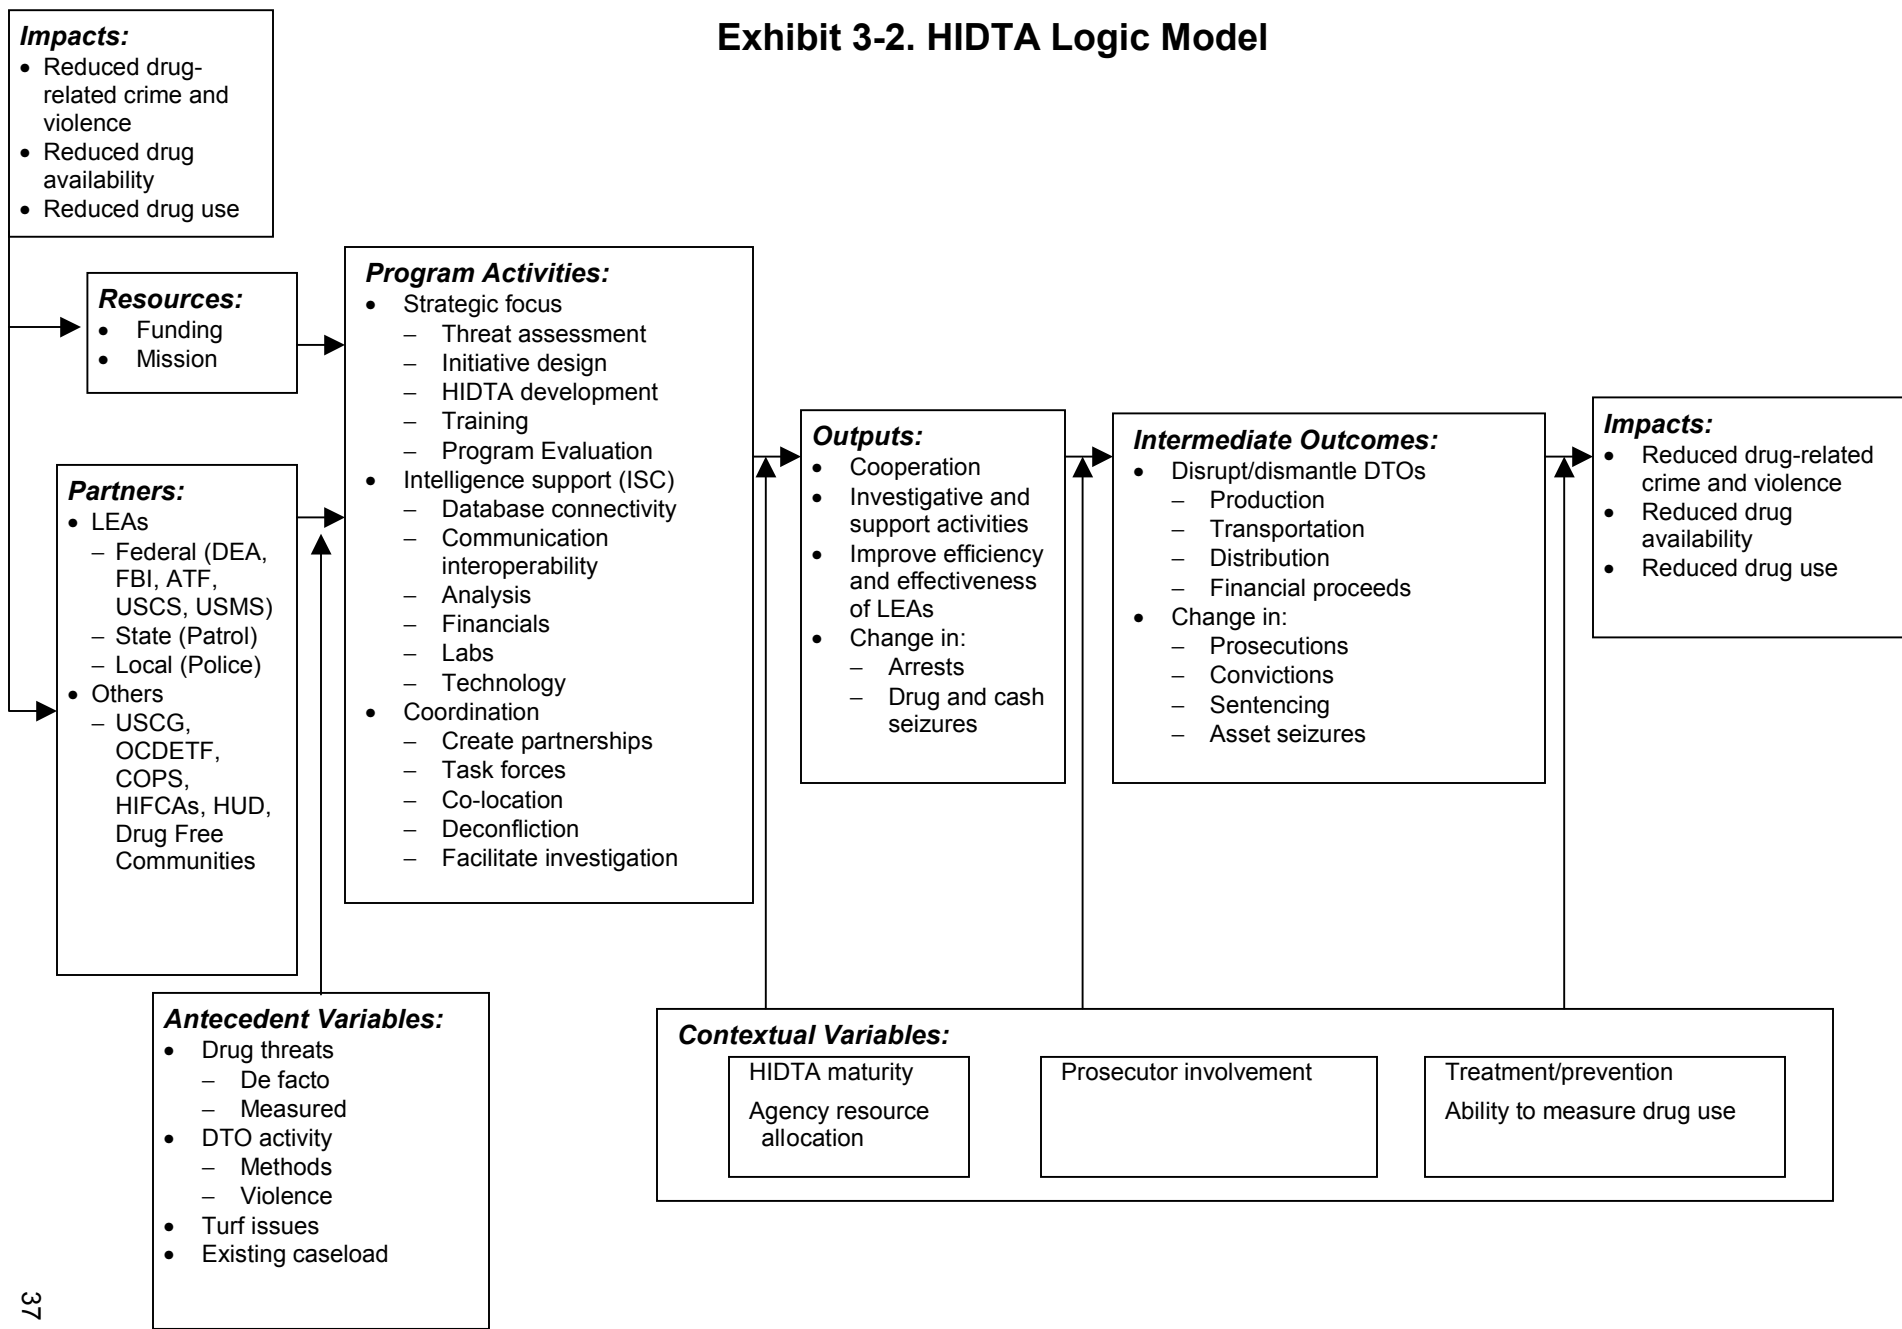 Exhibit 3-2. HIDTA Logic Model
Impacts:
• Reduced drug-
related crime and
violence
• Reduced drug
availability
• Reduced drug use
Resources:
• Funding
• Mission
Partners:
• LEAs
– Federal (DEA,
FBI, ATF,
USCS, USMS)
– State (Patrol)
– Local (Police)
• Others
– USCG,
OCDETF,
COPS,
HIFCAs, HUD,
Drug Free
Communities
Antecedent Variables:
• Drug threats
– De facto
– Measured
• DTO activity
– Methods
– Violence
• Turf issues
• Existing caseload
Program Activities:
• Strategic focus
– Threat assessment
– Initiative design
– HIDTA development
– Training
– Program Evaluation
• Intelligence support (ISC)
– Database connectivity
– Communication
interoperability
– Analysis
– Financials
– Labs
– Technology
• Coordination
– Create partnerships
– Task forces
– Co-location
– Deconfliction
– Facilitate investigation
Outputs:
• Cooperation
• Investigative and
support activities
• Improve efficiency
and effectiveness
of LEAs
• Change in:
– Arrests
– Drug and cash
seizures
Intermediate Outcomes:
• Disrupt/dismantle DTOs
– Production
– Transportation
– Distribution
– Financial proceeds
• Change in:
– Prosecutions
– Convictions
– Sentencing
– Asset seizures
Impacts:
• Reduced drug-related
crime and violence
• Reduced drug
availability
• Reduced drug use
Contextual Variables:
HIDTA maturity
Agency resource
allocation
Prosecutor involvement
Treatment/prevention
Ability to measure drug use
37